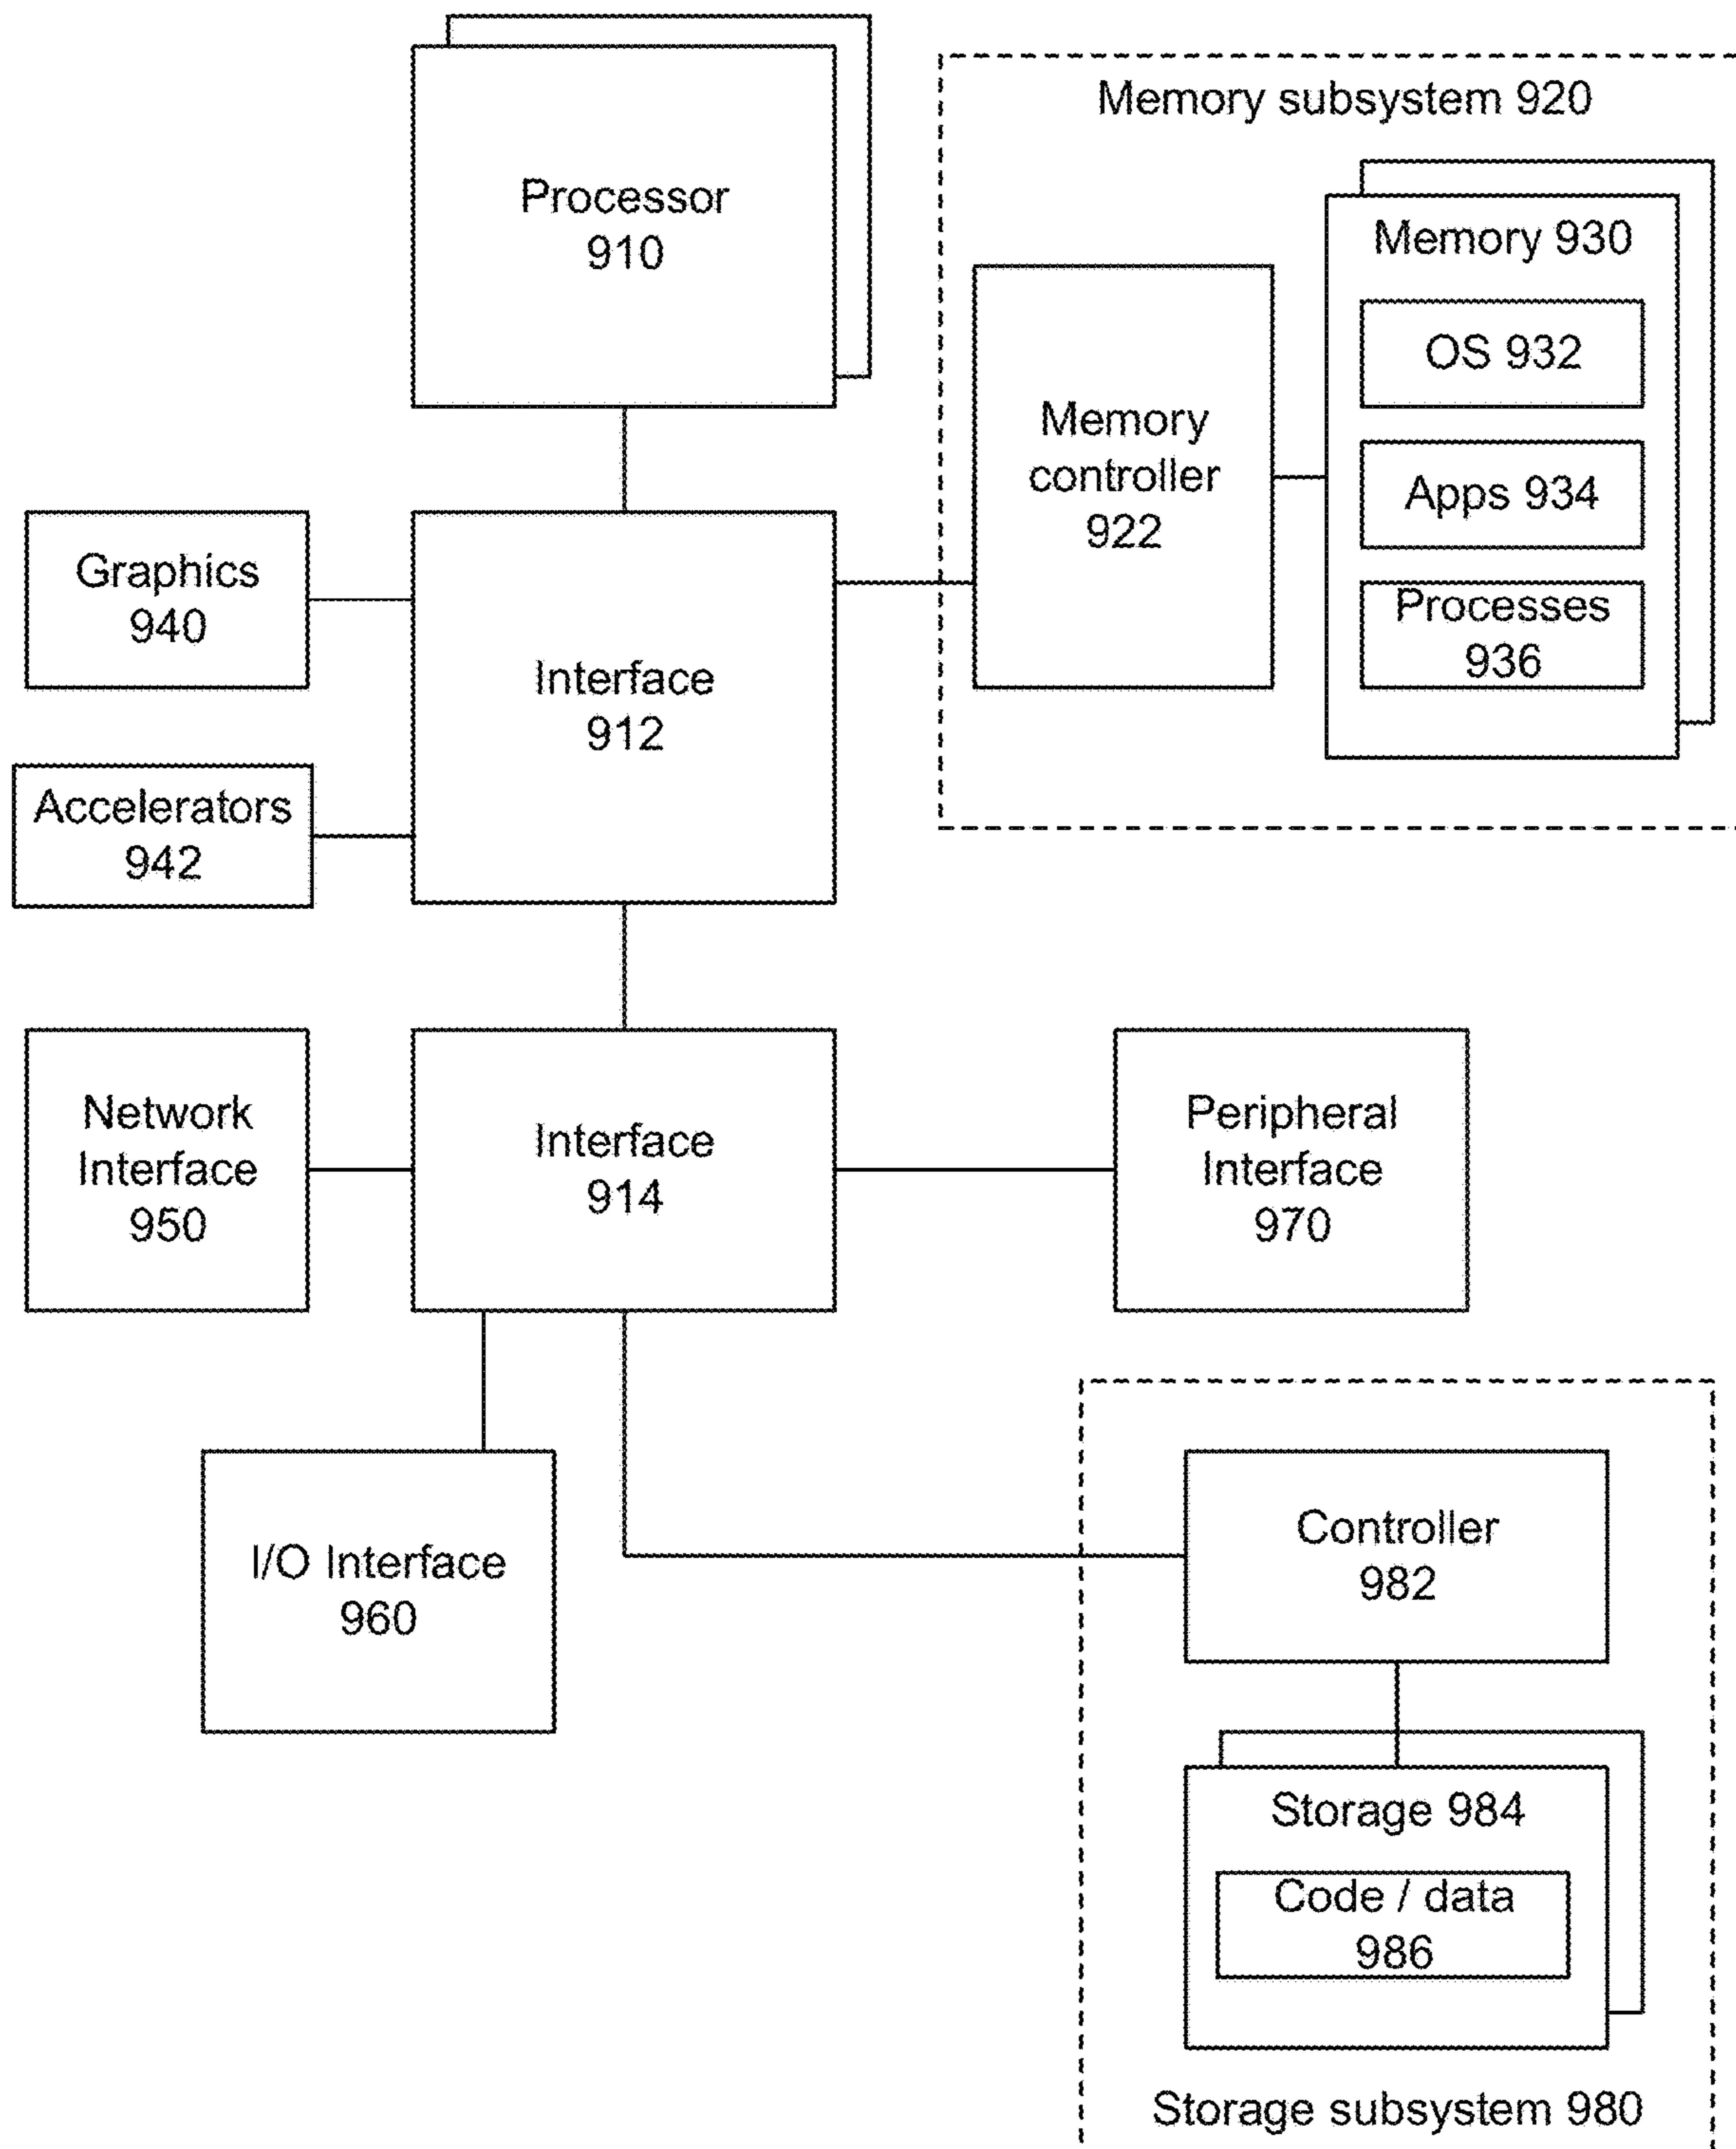 Processor
910
Memory subsystem 920
Memory 930
OS 932
Apps 934
Processes
936
Memory
controller
922
Graphics
940
Interface
912
Accelerators
942
Network
Interface
950
Interface
914
Peripheral
Interface
970
I/O Interface
960
Controller
982
Storage 984
Code / data
986
Storage subsystem 980